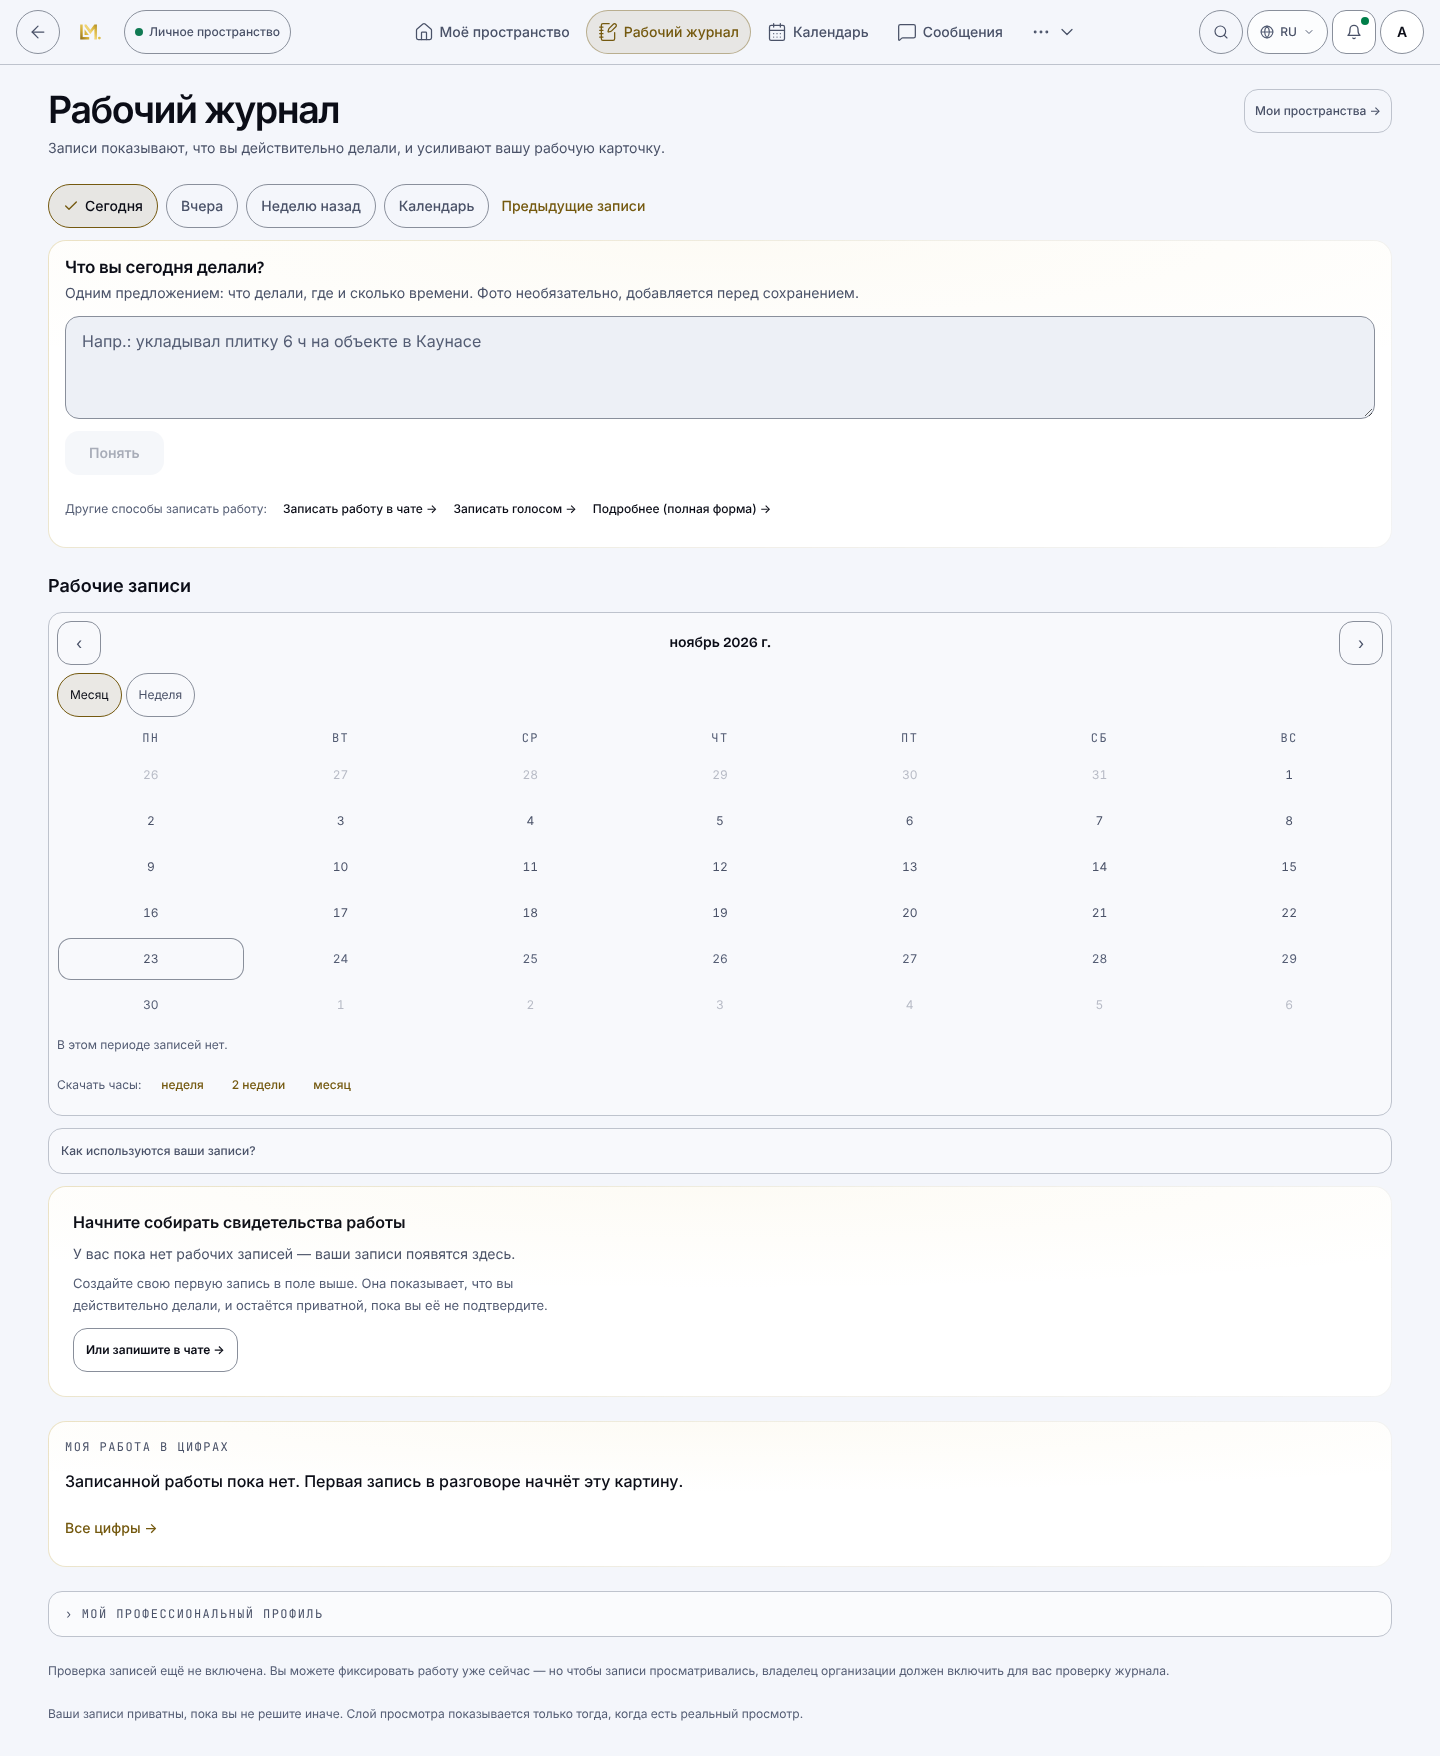 LM.
Личное пространство
Моё пространство
Рабочий журнал
Календарь
Сообщения
RU
A
Рабочий журнал
Мои пространства →
Записи показывают, что вы действительно делали, и усиливают вашу рабочую карточку.
Сегодня
Вчера
Неделю назад
Календарь
Предыдущие записи
Что вы сегодня делали?
Одним предложением: что делали, где и сколько времени. Фото необязательно, добавляется перед сохранением.
Напр.: укладывал плитку 6 ч на объекте в Каунасе
Понять
Другие способы записать работу: Записать работу в чате → Записать голосом → Подробнее (полная форма) →
Рабочие записи
‹ ноябрь 2026 г. ›
Месяц Неделя
ПН ВТ СР ЧТ ПТ СБ ВС
26 27 28 29 30 31 1
2 3 4 5 6 7 8
9 10 11 12 13 14 15
16 17 18 19 20 21 22
23 24 25 26 27 28 29
30 1 2 3 4 5 6
В этом периоде записей нет.
Скачать часы: неделя 2 недели месяц
Как используются ваши записи?
Начните собирать свидетельства работы
У вас пока нет рабочих записей — ваши записи появятся здесь.
Создайте свою первую запись в поле выше. Она показывает, что вы
действительно делали, и остаётся приватной, пока вы её не подтвердите.
Или запишите в чате →
МОЯ РАБОТА В ЦИФРАХ
Записанной работы пока нет. Первая запись в разговоре начнёт эту картину.
Все цифры →
› МОЙ ПРОФЕССИОНАЛЬНЫЙ ПРОФИЛЬ
Проверка записей ещё не включена. Вы можете фиксировать работу уже сейчас — но чтобы записи просматривались, владелец организации должен включить для вас проверку журнала.
Ваши записи приватны, пока вы не решите иначе. Слой просмотра показывается только тогда, когда есть реальный просмотр.